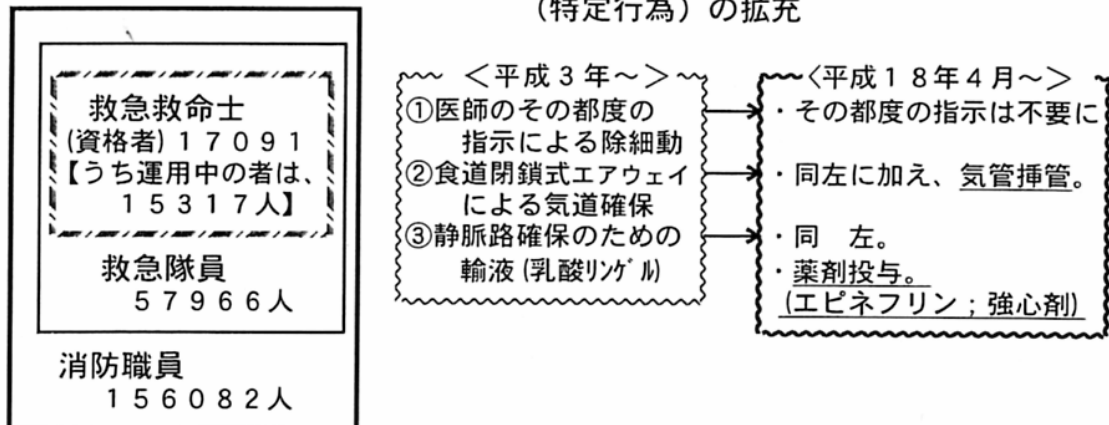 (特定行為)の拡充
救急救命士
(資格者)17091
【うち運用中の者は、
15317人】
救急隊員
57966人
消防職員
156082人
<平成3年~>
①医師のその都度の
指示による除細動
②食道閉鎖式エアウェイ
による気道確保
③静脈路確保のための
輸液(乳酸リンゲル)
<平成18年4月~>
・その都度の指示は不要に
・同左に加え、気管挿管。
・同 左。
・薬剤投与。
(エピネフリン;強心剤)